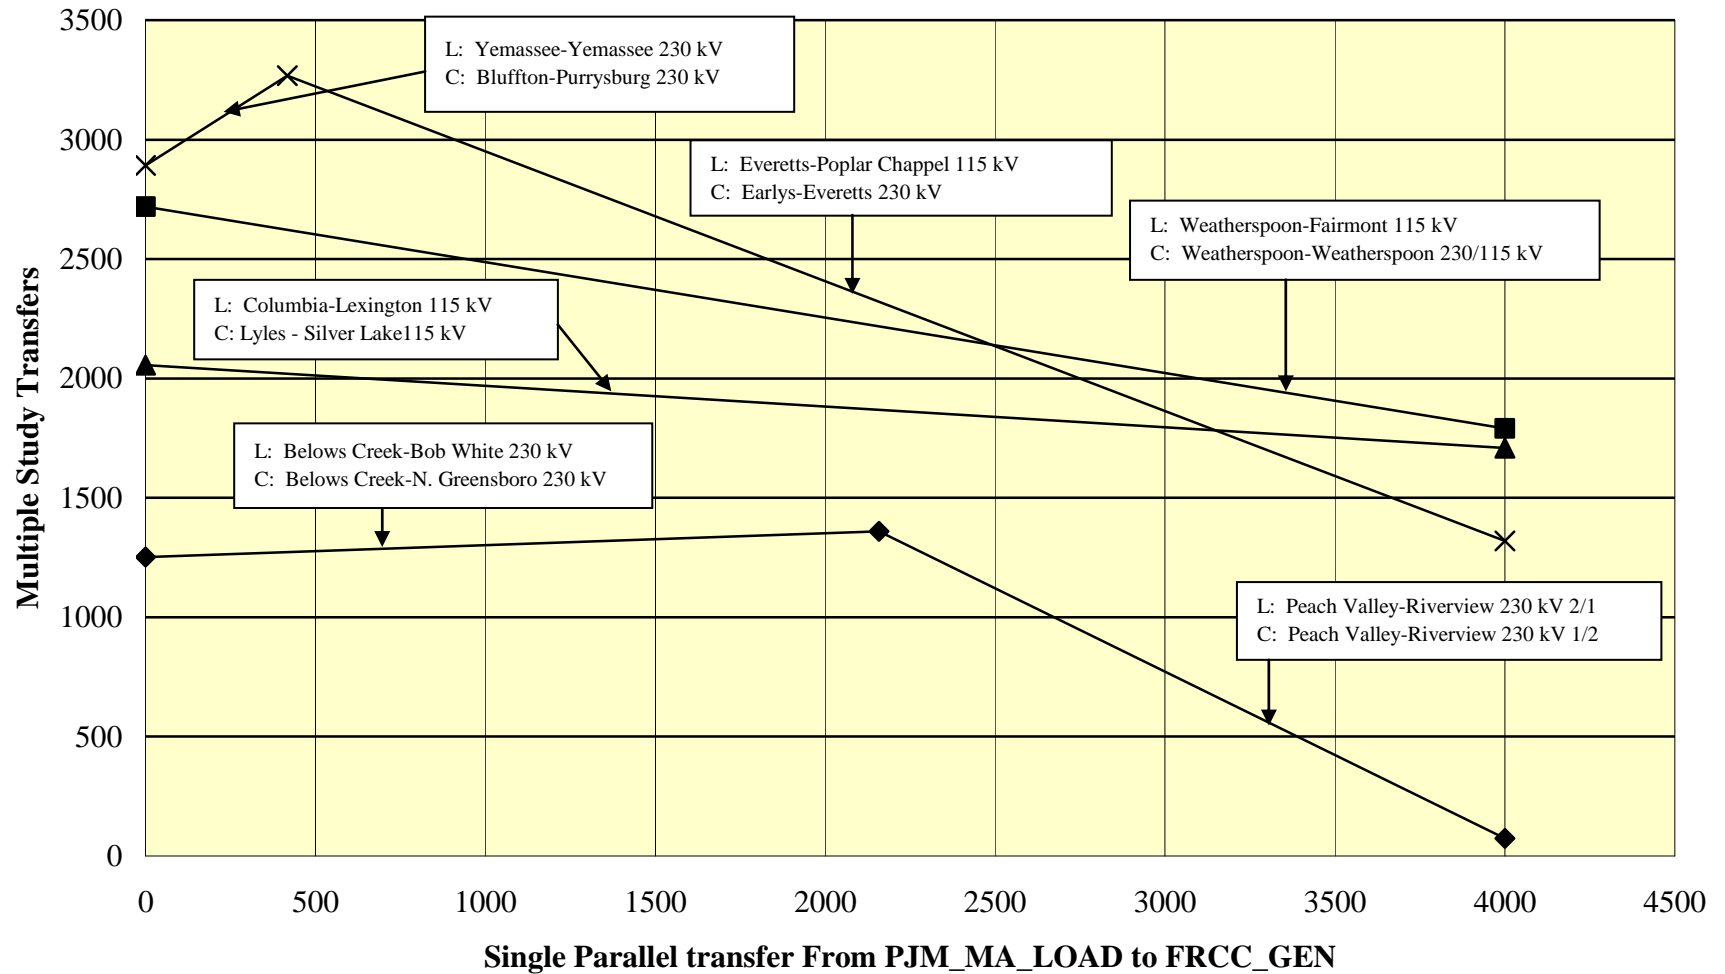 3500
3000
2500
2000
1500
1000
500
0
Multiple Study Transfers
L: Yemassee-Yemassee 230 kV
C: Bluffton-Purrysburg 230 kV
L: Everetts-Poplar Chappel 115 kV
C: Earlys-Everetts 230 kV
L: Weatherspoon-Fairmont 115 kV
C: Weatherspoon-Weatherspoon 230/115 kV
L: Columbia-Lexington 115 kV
C: Lyles - Silver Lake115 kV
L: Belows Creek-Bob White 230 kV
C: Belows Creek-N. Greensboro 230 kV
L: Peach Valley-Riverview 230 kV 2/1
C: Peach Valley-Riverview 230 kV 1/2
0 500 1000 1500 2000 2500 3000 3500 4000 4500
Single Parallel transfer From PJM_MA_LOAD to FRCC_GEN